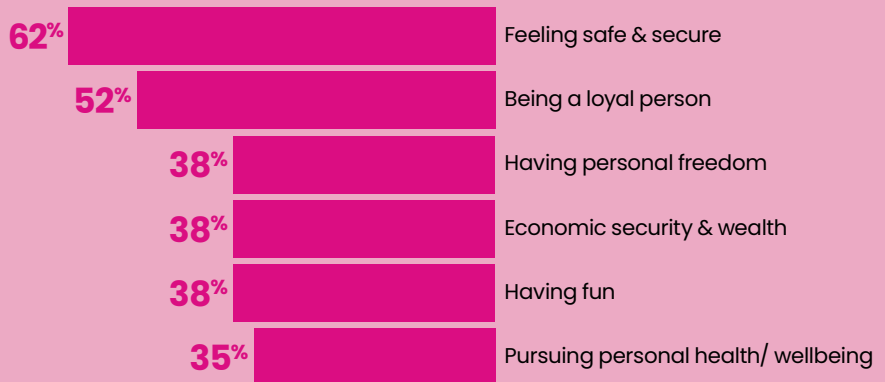 62% Feeling safe & secure
52% Being a loyal person
38% Having personal freedom
38% Economic security & wealth
38% Having fun
35% Pursuing personal health/ wellbeing